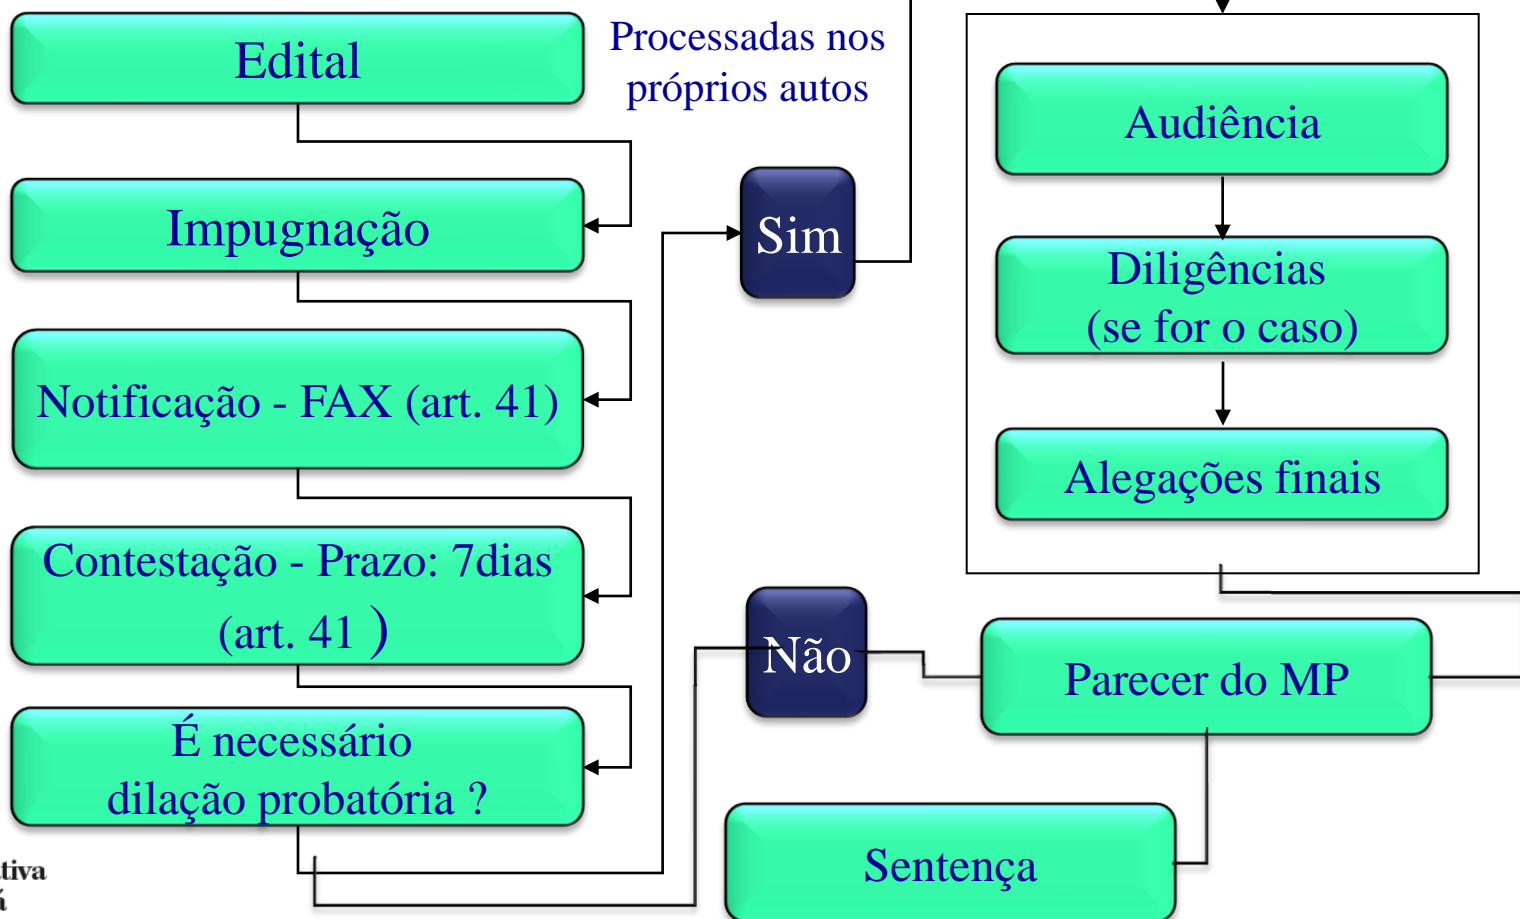 Edital
Processadas nos
próprios autos
Impugnação
Notificação - FAX (art. 41)
Contestação - Prazo: 7dias
(art. 41 )
É necessário
dilação probatória ?
Sim
Não
Audiência
Diligências
(se for o caso)
Alegações finais
Parecer do MP
Sentença